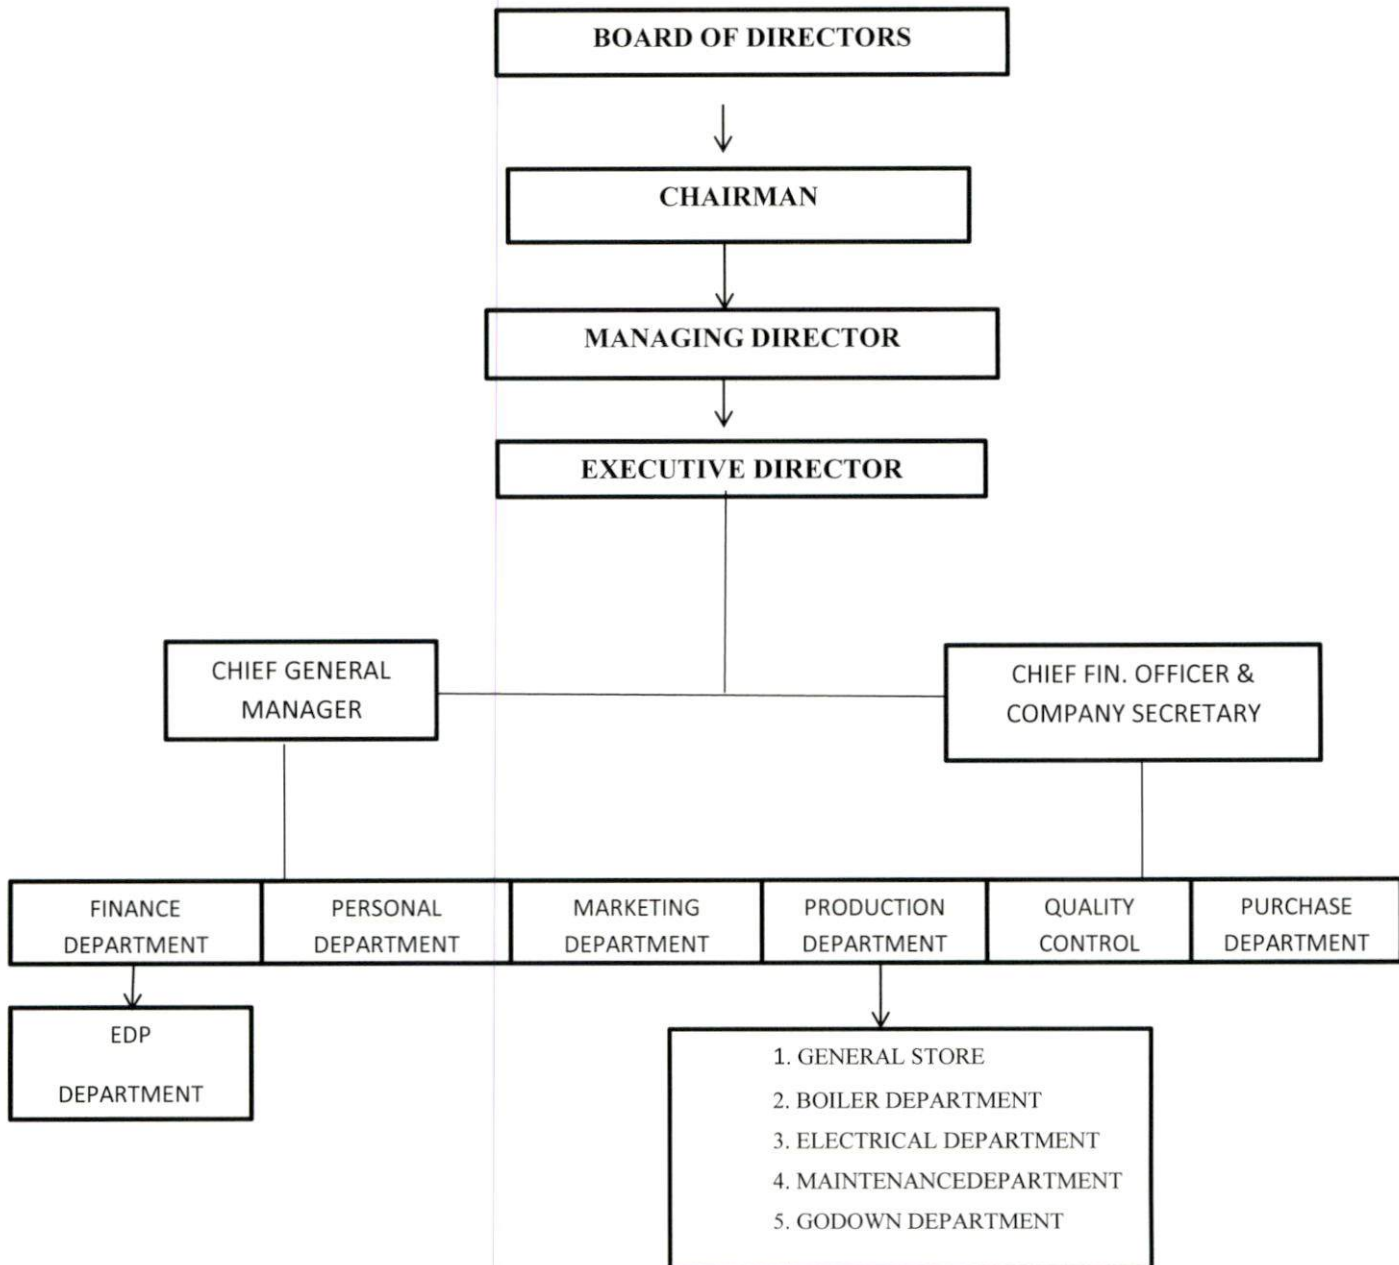 BOARD OF DIRECTORS
CHAIRMAN
MANAGING DIRECTOR
EXECUTIVE DIRECTOR
CHIEF GENERAL
MANAGER
CHIEF FIN. OFFICER &
COMPANY SECRETARY
FINANCE
DEPARTMENT
PERSONAL
DEPARTMENT
MARKETING
DEPARTMENT
PRODUCTION
DEPARTMENT
QUALITY
CONTROL
PURCHASE
DEPARTMENT
EDP
DEPARTMENT
1. GENERAL STORE
2. BOILER DEPARTMENT
3. ELECTRICAL DEPARTMENT
4. MAINTENANCEDEPARTMENT
5. GODOWN DEPARTMENT